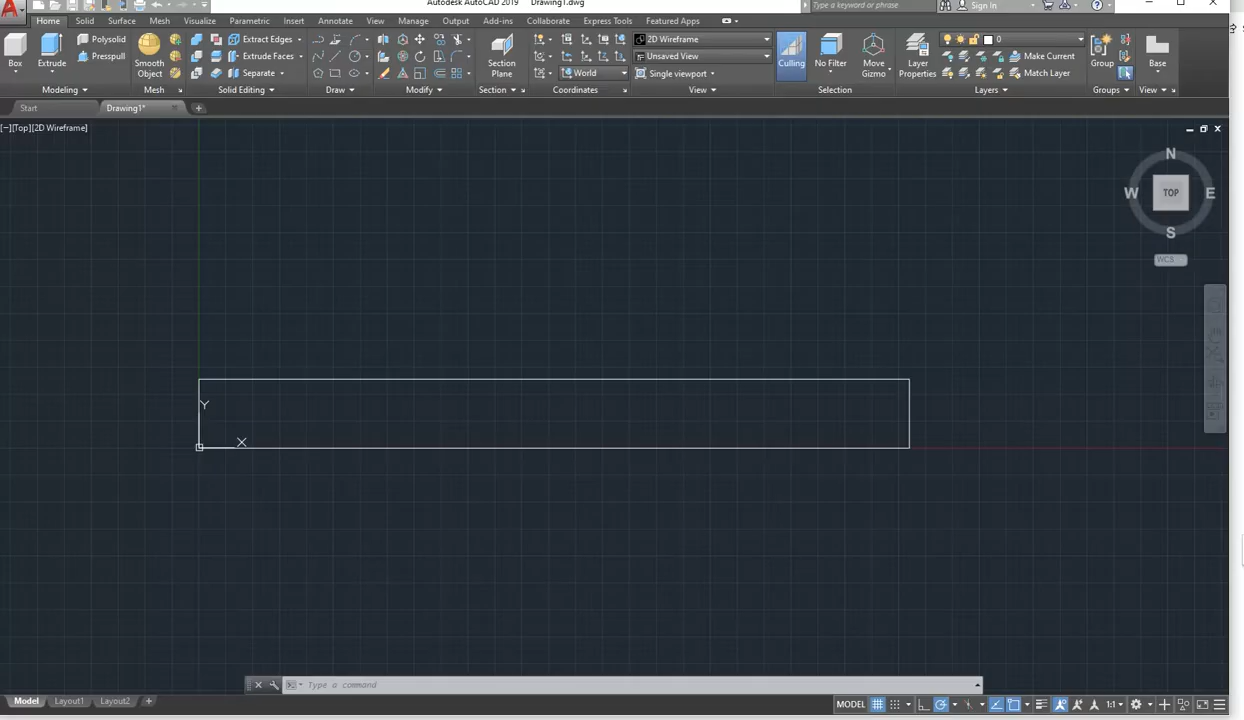 Autodesk AutoCAD 2019 Drawing1.dwg
Type a keyword or phrase
Sign In
Home Solid Surface Mesh Visualize Parametric Insert Annotate View Manage Output Add-ins Collaborate Express Tools Featured Apps
Polysolid
Presspull
Box
Extrude
Smooth
Object
Extract Edges
Extrude Faces
Separate
Section
Plane
World
2D Wireframe
Unsaved View
Single viewport
Culling
No Filter
Move
Gizmo
Layer
Properties
0
Make Current
Match Layer
Group
Base
Modeling Mesh Solid Editing Draw Modify Section Coordinates View Selection Layers Groups View
Start
Drawing1*
[−][Top][2D Wireframe]
N
W
TOP
E
S
WCS
Y
X
Type a command
Model Layout1 Layout2
MODEL
1:1